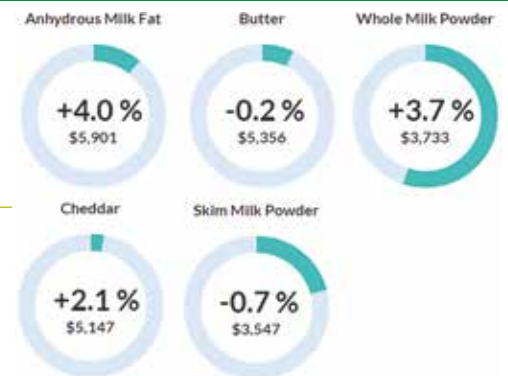 Anhydrous Milk Fat
+4.0 %
$5,901
Butter
-0.2 %
$5,356
Whole Milk Powder
+3.7 %
$3,733
Cheddar
+2.1 %
$5,147
Skim Milk Powder
-0.7 %
$3,547